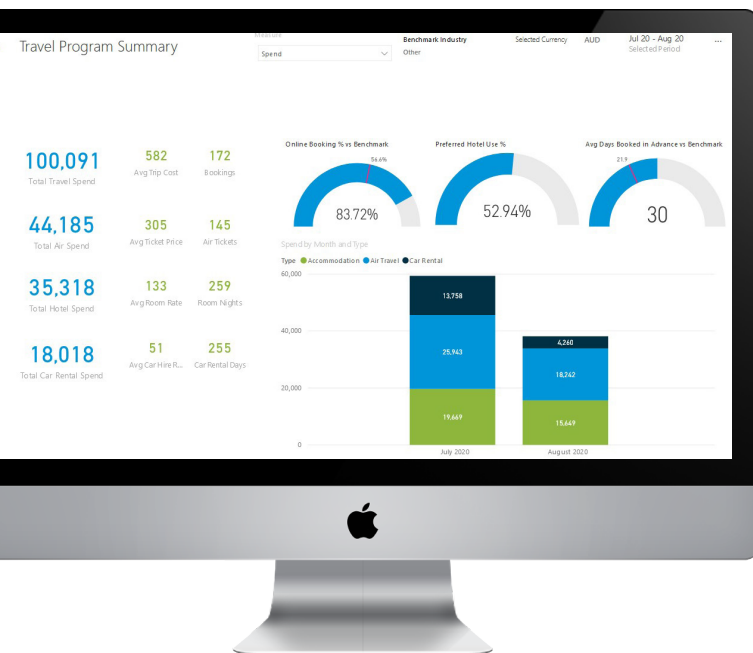 Travel Program Summary
Measure
Spend
Benchmark Industry
Other
Selected Currency AUD
Jul 20 - Aug 20
Selected Period
...
100,091
Total Travel Spend
582
Avg Trip Cost
172
Bookings
44,185
Total Air Spend
305
Avg Ticket Price
145
Air Tickets
35,318
Total Hotel Spend
133
Avg Room Rate
259
Room Nights
18,018
Total Car Rental Spend
51
Avg Car Hire R...
255
Car Rental Days
Online Booking % vs Benchmark
56.6%
83.72%
Preferred Hotel Use %
52.94%
Avg Days Booked in Advance vs Benchmark
21.9
30
Spend by Month and Type
Type Accommodation Air Travel Car Rental
60,000
40,000
20,000
0
13,758
25,943
19,669
4,260
18,242
15,649
July 2020
August 2020